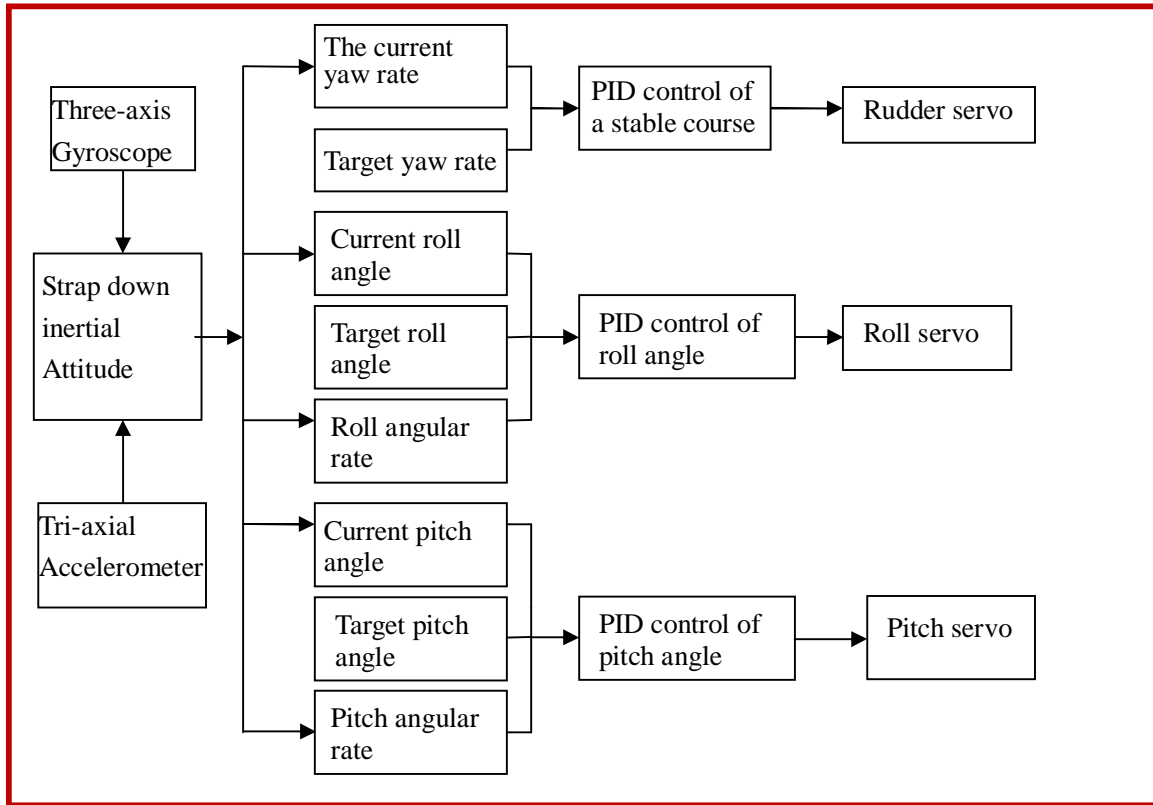 The current
yaw rate
Three-axis
Gyroscope
PID control of
a stable course
Rudder servo
Target yaw rate
Current roll
angle
Strap down
inertial
Attitude
Target roll
angle
PID control of
roll angle
Roll servo
Roll angular
rate
Tri-axial
Accelerometer
Current pitch
angle
Target pitch
angle
PID control of
pitch angle
Pitch servo
Pitch angular
rate